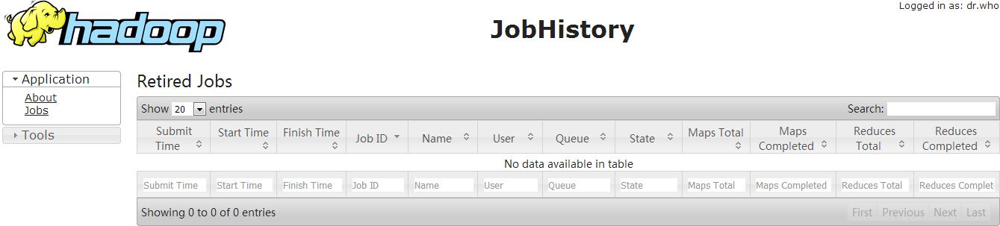 Logged in as: dr.who
hadoop
JobHistory
Application
About
Jobs
Tools
Retired Jobs
Show 20 entries
Search:
Submit Time
Start Time
Finish Time
Job ID
Name
User
Queue
State
Maps Total
Maps Completed
Reduces Total
Reduces Completed
No data available in table
Submit Time Start Time Finish Time Job ID Name User Queue State Maps Total Maps Completed Reduces Total Reduces Complet
Showing 0 to 0 of 0 entries
First Previous Next Last